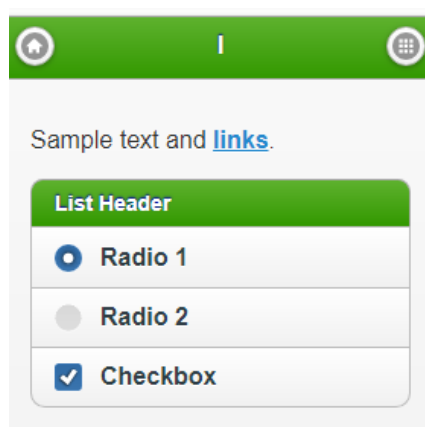 I
Sample text and links.
List Header
Radio 1
Radio 2
Checkbox